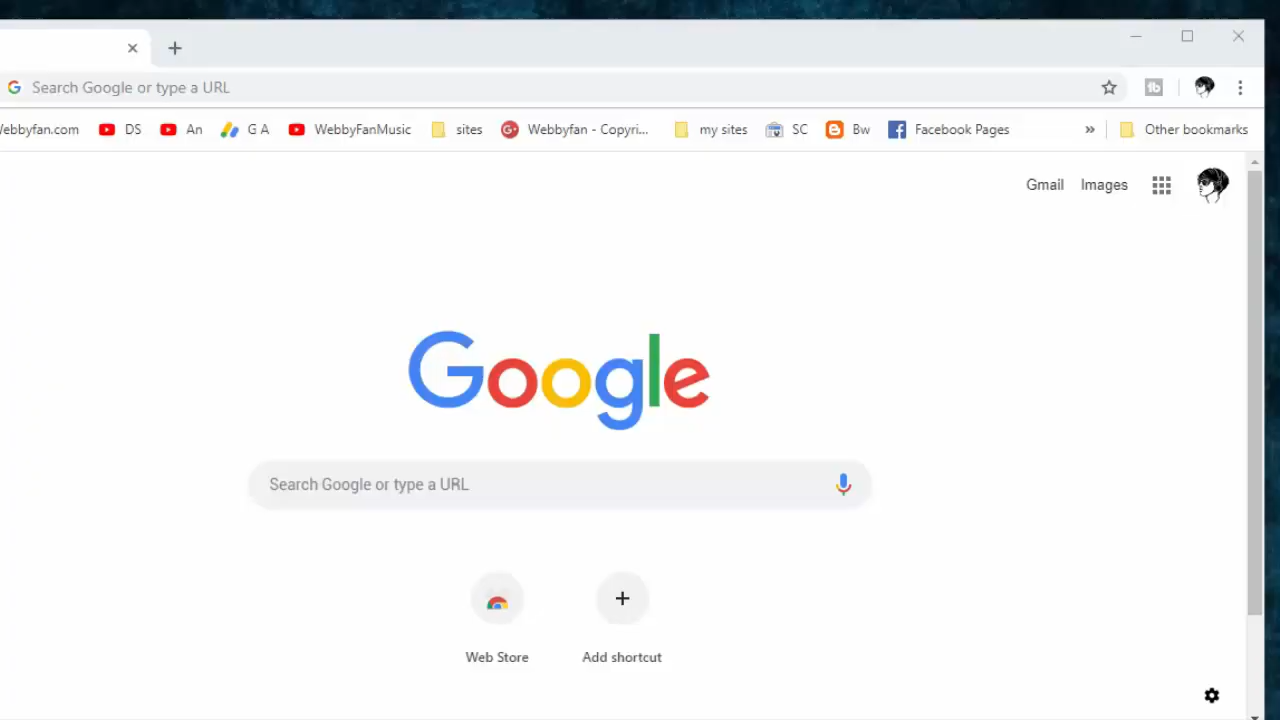 Search Google or type a URL
Webbyfan.com DS An G A WebbyFanMusic sites Webbyfan - Copyri... my sites SC Bw Facebook Pages » Other bookmarks
Gmail Images
Google
Search Google or type a URL
Web Store Add shortcut